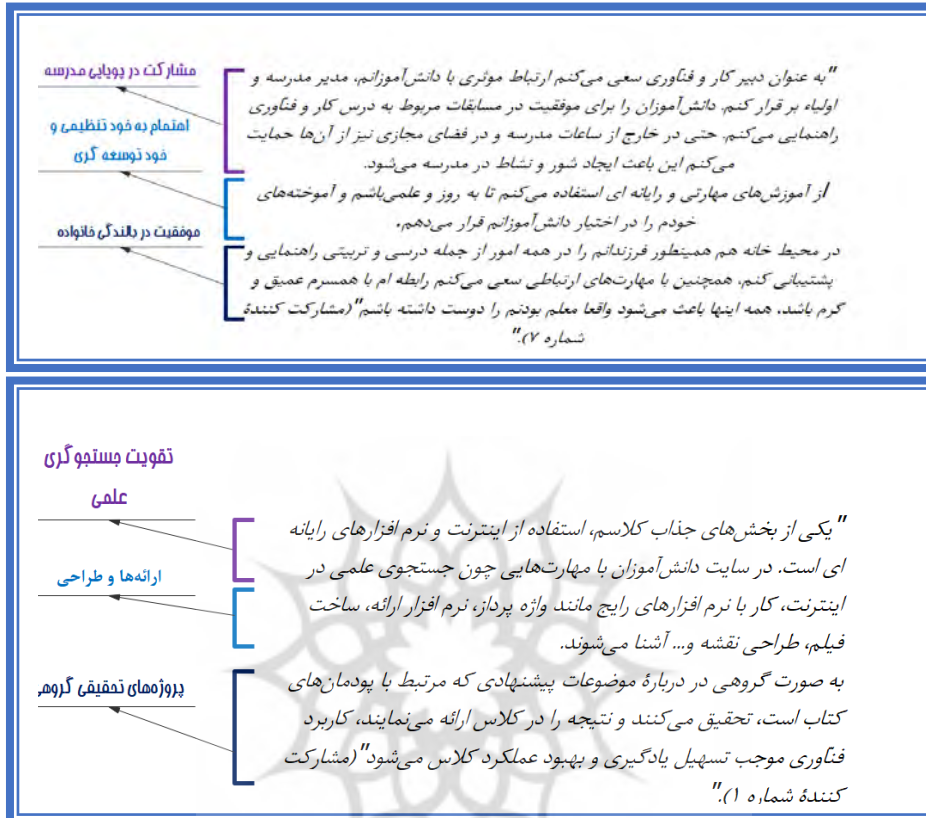 مشارکت در پویایی مدرسه
اهتمام به خود تنظیمی و
خود توسعه گری
موفقیت در بالندگی خانواده
"به عنوان دبیر کار و فنّاوری سعی می‌کنم ارتباط موثری با دانش‌آموزانم، مدیر مدرسه و
اولیاء بر قرار کنم. دانش‌آموزان را برای موفقیت در مسابقات مربوط به درس کار و فنّاوری
راهنمایی می‌کنم. حتی در خارج از ساعات مدرسه و در فضای مجازی نیز از آن‌ها حمایت
می‌کنم این باعث ایجاد شور و نشاط در مدرسه می‌شود.
از آموزش‌های مهارتی و رایانه ای استفاده می‌کنم تا به روز و علمی‌باشم و آموخته‌های
خودم را در اختیار دانش‌آموزانم قرار می‌دهم.
در محیط خانه هم همینطور فرزندانم را در همه امور از جمله درسی و تربیتی راهنمایی و
پشتیبانی کنم، همچنین با مهارت‌های ارتباطی سعی می‌کنم رابطه ام با همسرم عمیق و
گرم باشد. همه اینها باعث می‌شود واقعا معلم بودنم را دوست داشته باشم"(مشارکت کنندۀ
شماره ۷)."
تقویت جستجو گری
علمی
ارائه‌ها و طراحی
پروژه‌های تحقیقی گروهی
"یکی از بخش‌های جذاب کلاسم، استفاده از اینترنت و نرم افزارهای رایانه
ای است. در سایت دانش‌آموزان با مهارت‌هایی چون جستجوی علمی در
اینترنت، کار با نرم افزارهای رایج مانند واژه پرداز، نرم افزار ارائه، ساخت
فیلم، طراحی نقشه و... آشنا می‌شوند.
به صورت گروهی در دربارۀ موضوعات پیشنهادی که مرتبط با پودمان‌های
کتاب است، تحقیق می‌کنند و نتیجه را در کلاس ارائه می‌نمایند، کاربرد
فنّاوری موجب تسهیل یادگیری و بهبود عملکرد کلاس می‌شود"(مشارکت
کنندۀ شماره ۱)."